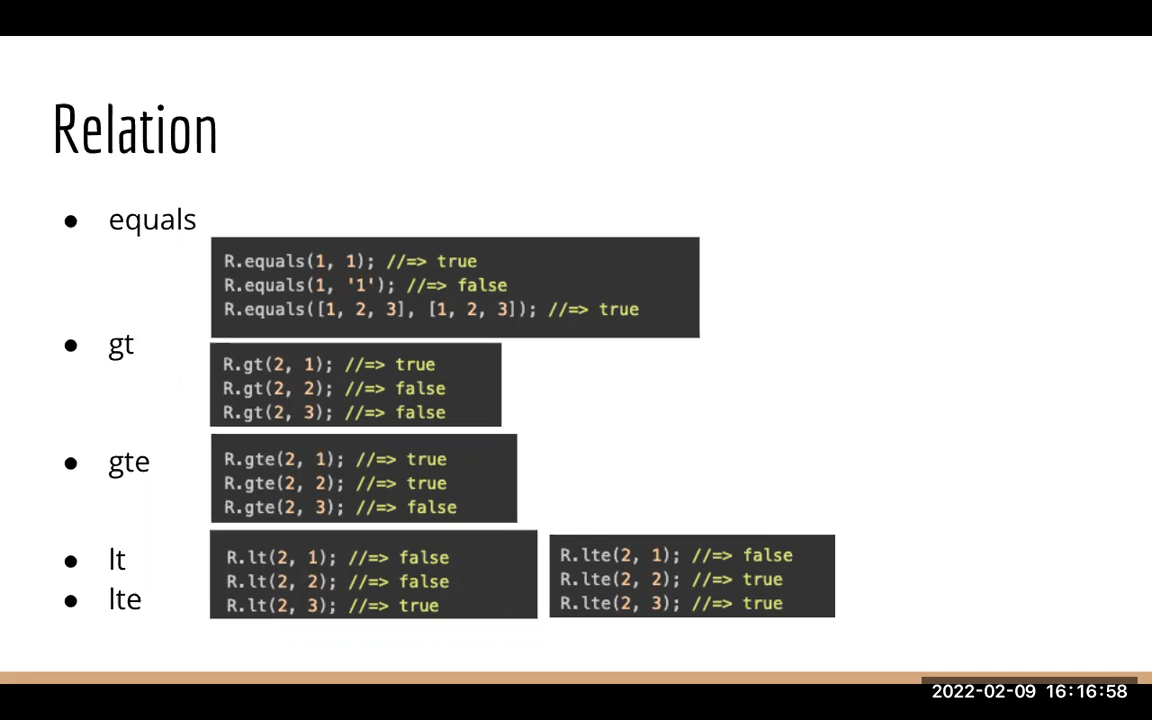 Relation
● equals
R.equals(1, 1); //=> true
R.equals(1, '1'); //=> false
R.equals([1, 2, 3], [1, 2, 3]); //=> true
● gt
R.gt(2, 1); //=> true
R.gt(2, 2); //=> false
R.gt(2, 3); //=> false
● gte
R.gte(2, 1); //=> true
R.gte(2, 2); //=> true
R.gte(2, 3); //=> false
● lt
● lte
R.lt(2, 1); //=> false
R.lt(2, 2); //=> false
R.lt(2, 3); //=> true
R.lte(2, 1); //=> false
R.lte(2, 2); //=> true
R.lte(2, 3); //=> true
2022-02-09 16:16:58